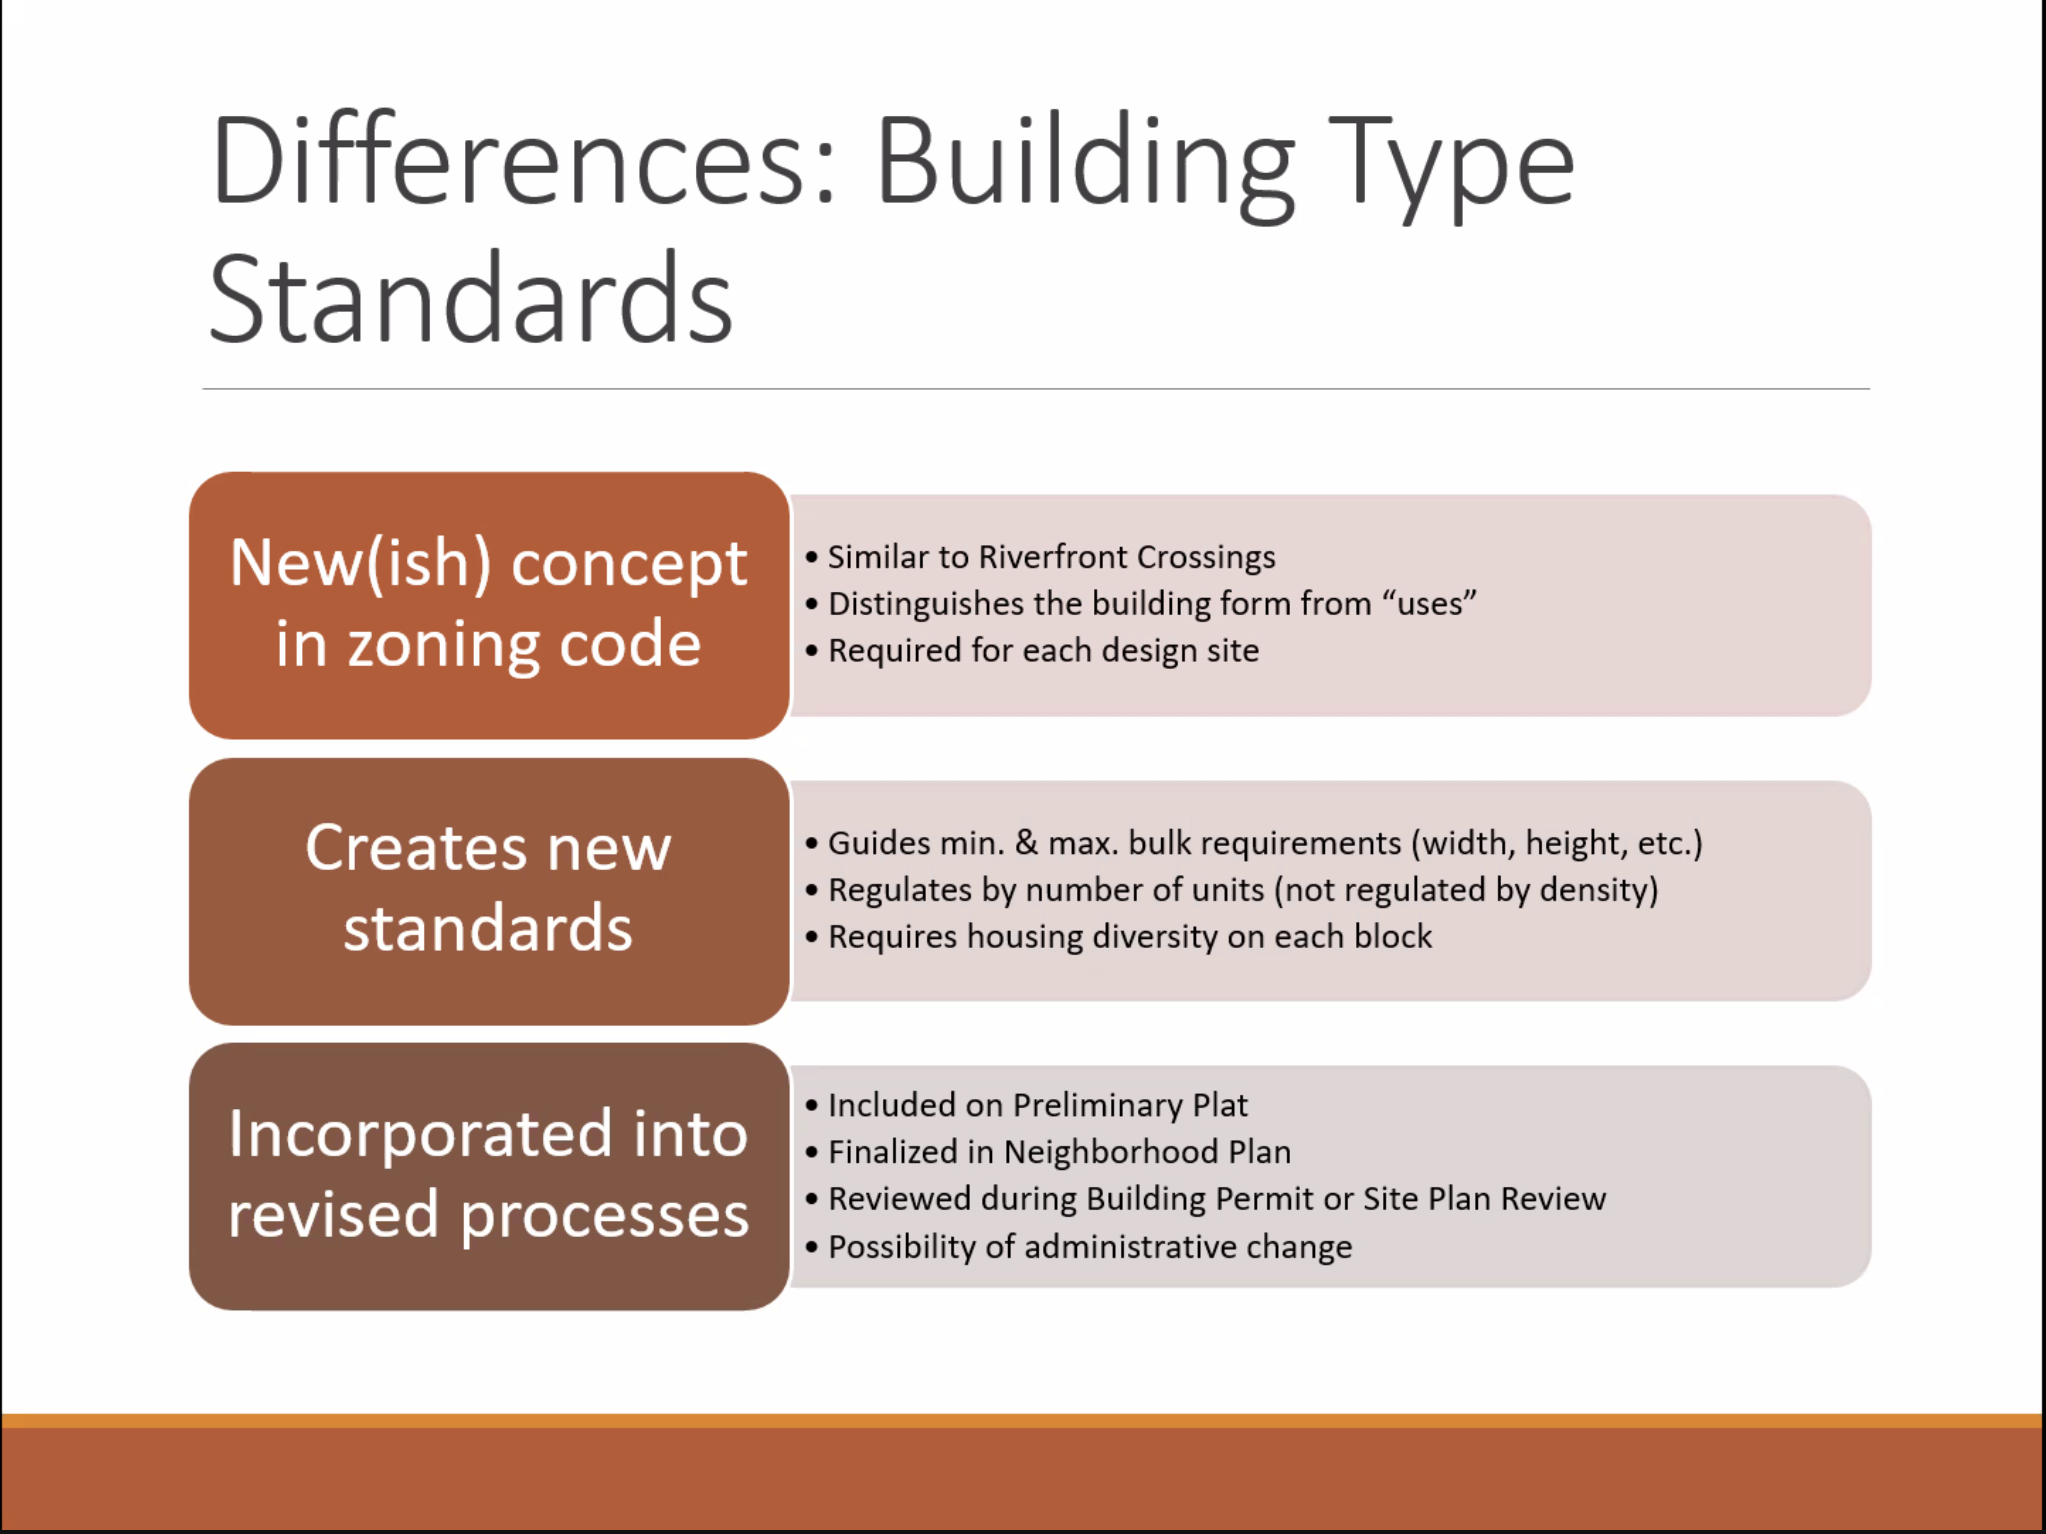 Differences: Building Type
Standards
New(ish) concept
in zoning code
• Similar to Riverfront Crossings
• Distinguishes the building form from “uses”
• Required for each design site
Creates new
standards
• Guides min. & max. bulk requirements (width, height, etc.)
• Regulates by number of units (not regulated by density)
• Requires housing diversity on each block
Incorporated into
revised processes
• Included on Preliminary Plat
• Finalized in Neighborhood Plan
• Reviewed during Building Permit or Site Plan Review
• Possibility of administrative change